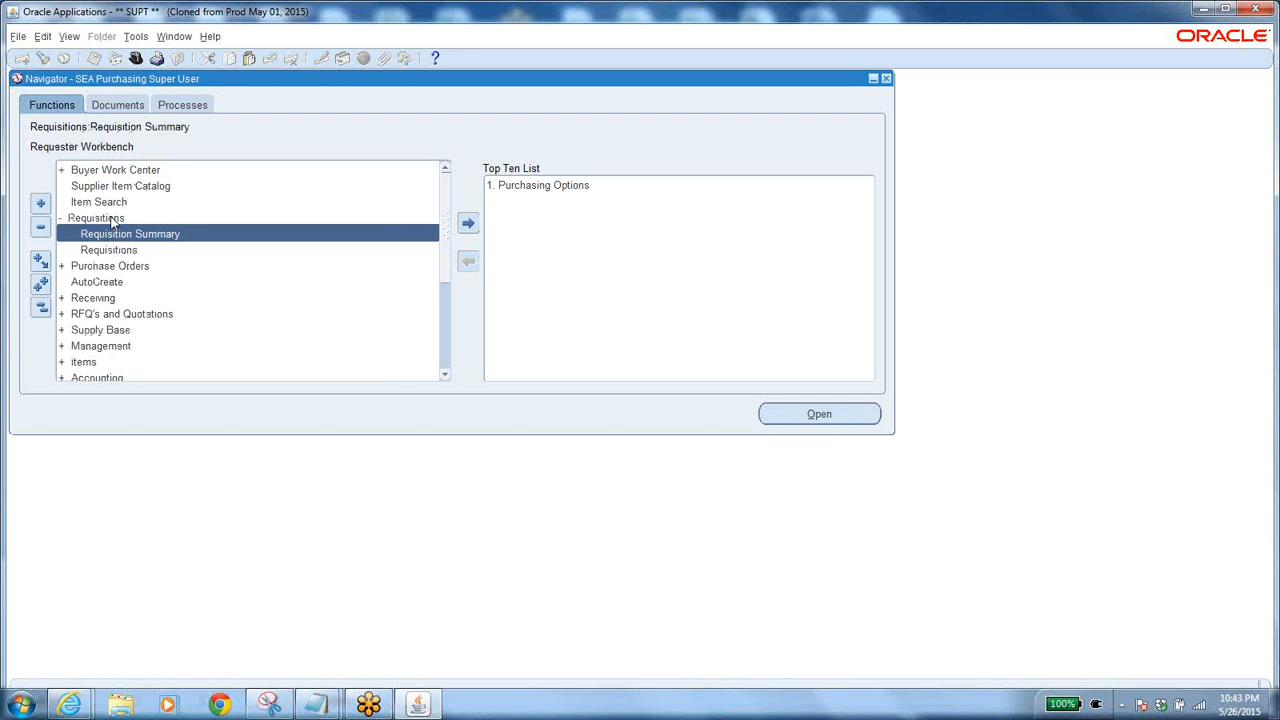 Oracle Applications - ** SUPT ** (Cloned from Prod May 01, 2015)
File Edit View Folder Tools Window Help
ORACLE
Navigator - SEA Purchasing Super User
Functions Documents Processes
Requisitions:Requisition Summary
Requester Workbench
+ Buyer Work Center
Supplier Item Catalog
Item Search
- Requisitions
Requisition Summary
Requisitions
+ Purchase Orders
AutoCreate
+ Receiving
+ RFQ's and Quotations
+ Supply Base
+ Management
+ items
+ Accounting
Top Ten List
1. Purchasing Options
Open
100%
10:43 PM
5/26/2015